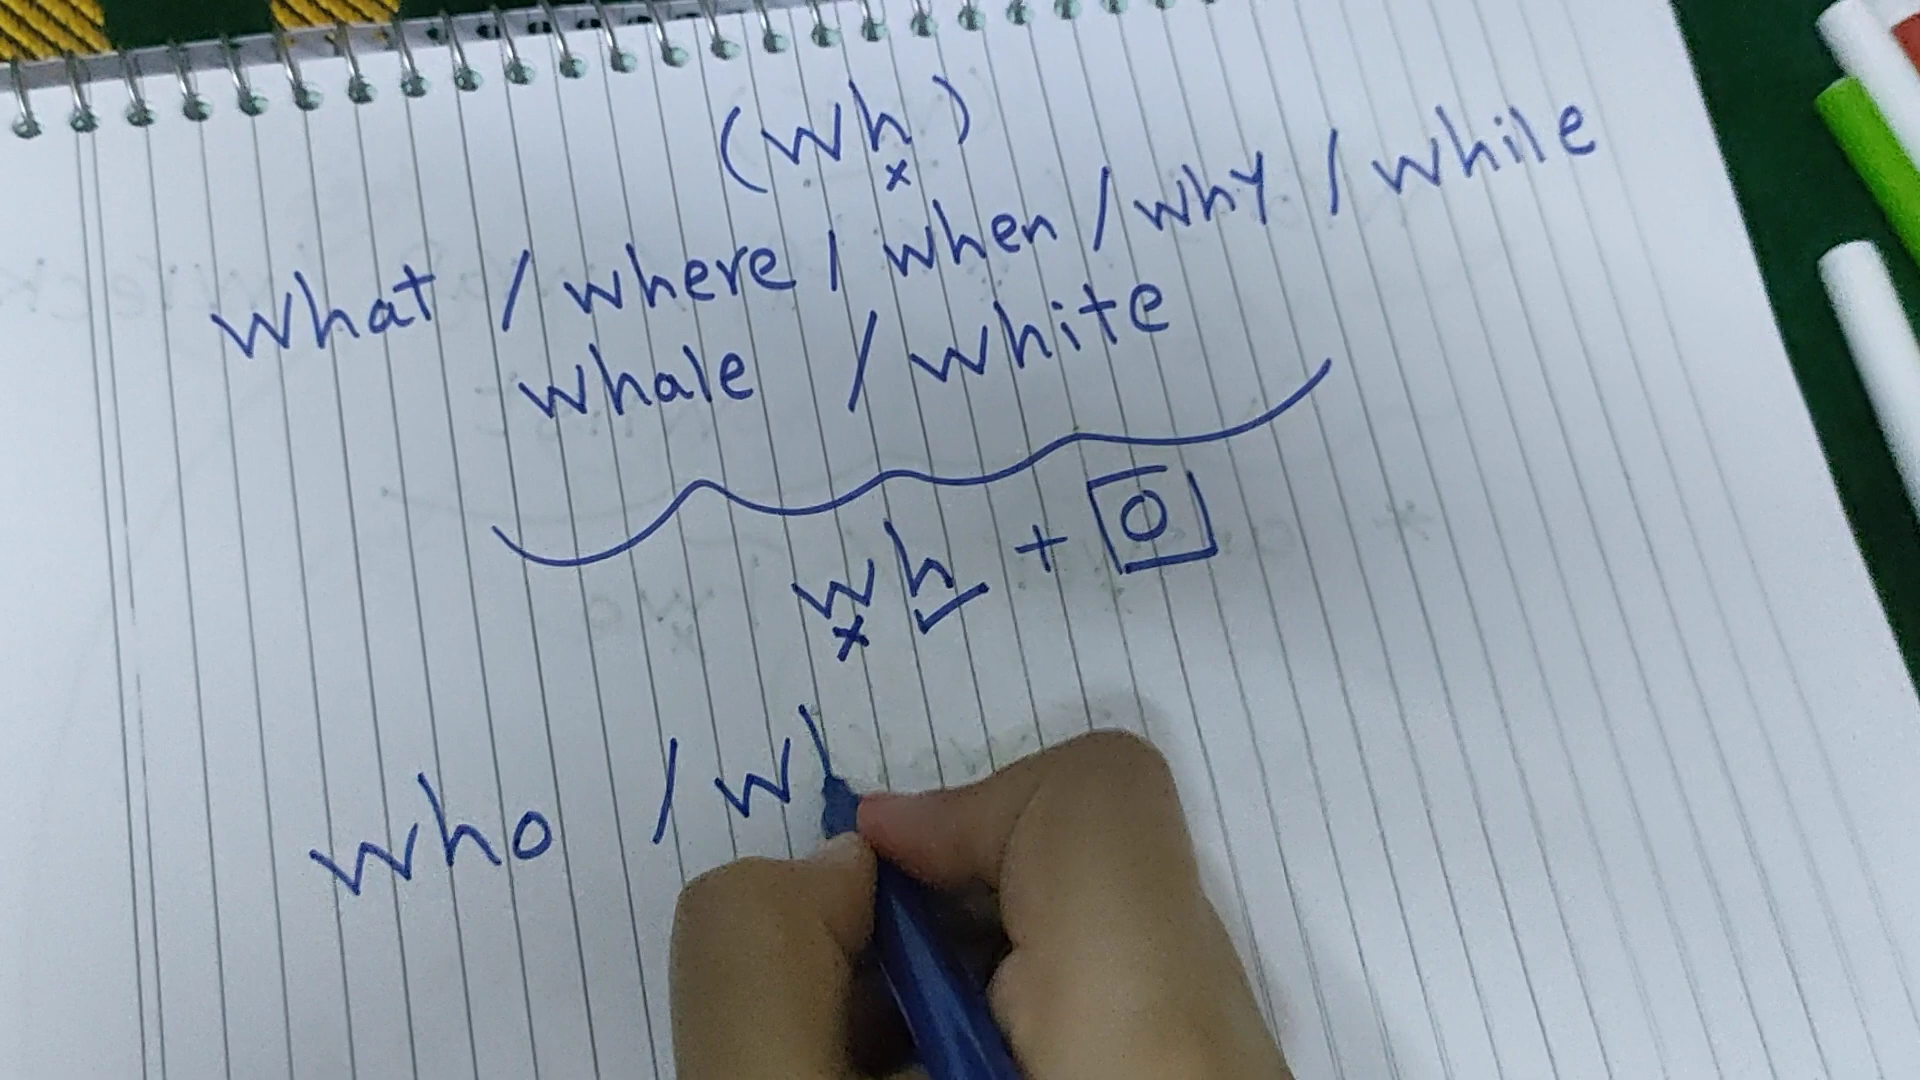 (wh)
x
what / where / when / why / while
whale / white
wh + o
x
who / w